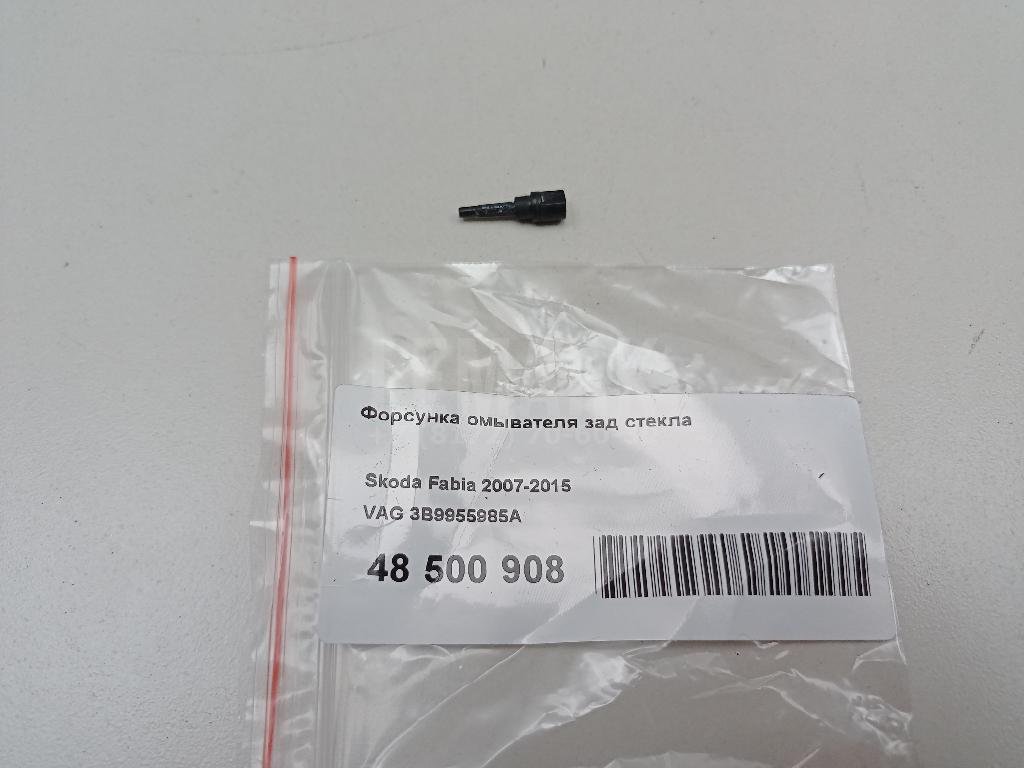 Форсунка омывателя зад стекла
Skoda Fabia 2007-2015
VAG 3B9955985A
48 500 908